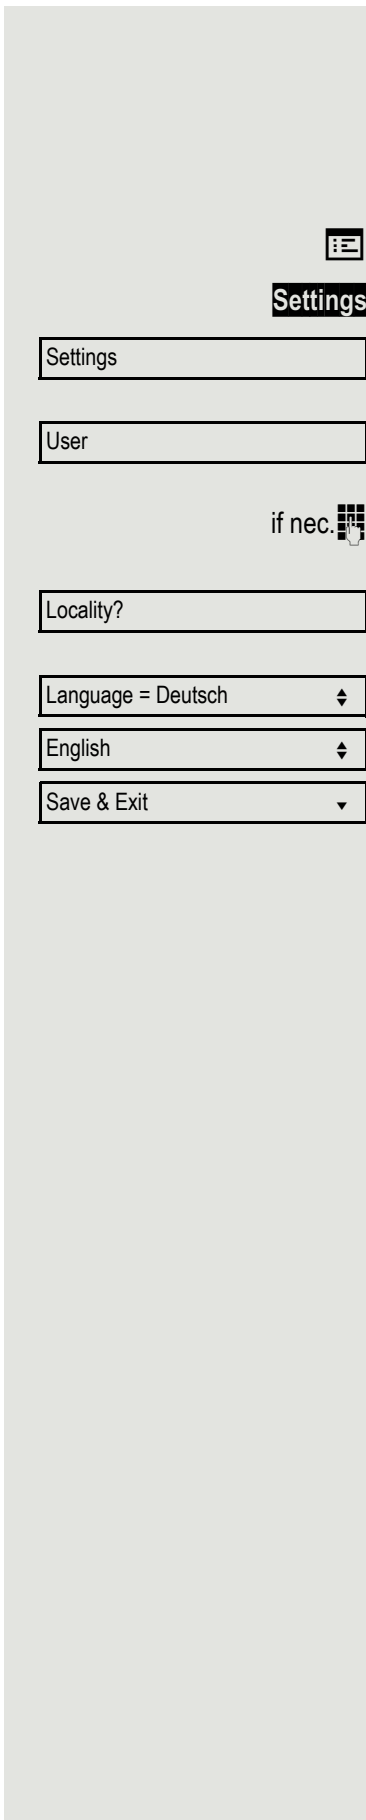 Settings
Settings
User
if nec.
Locality?
Language = Deutsch
English
Save & Exit